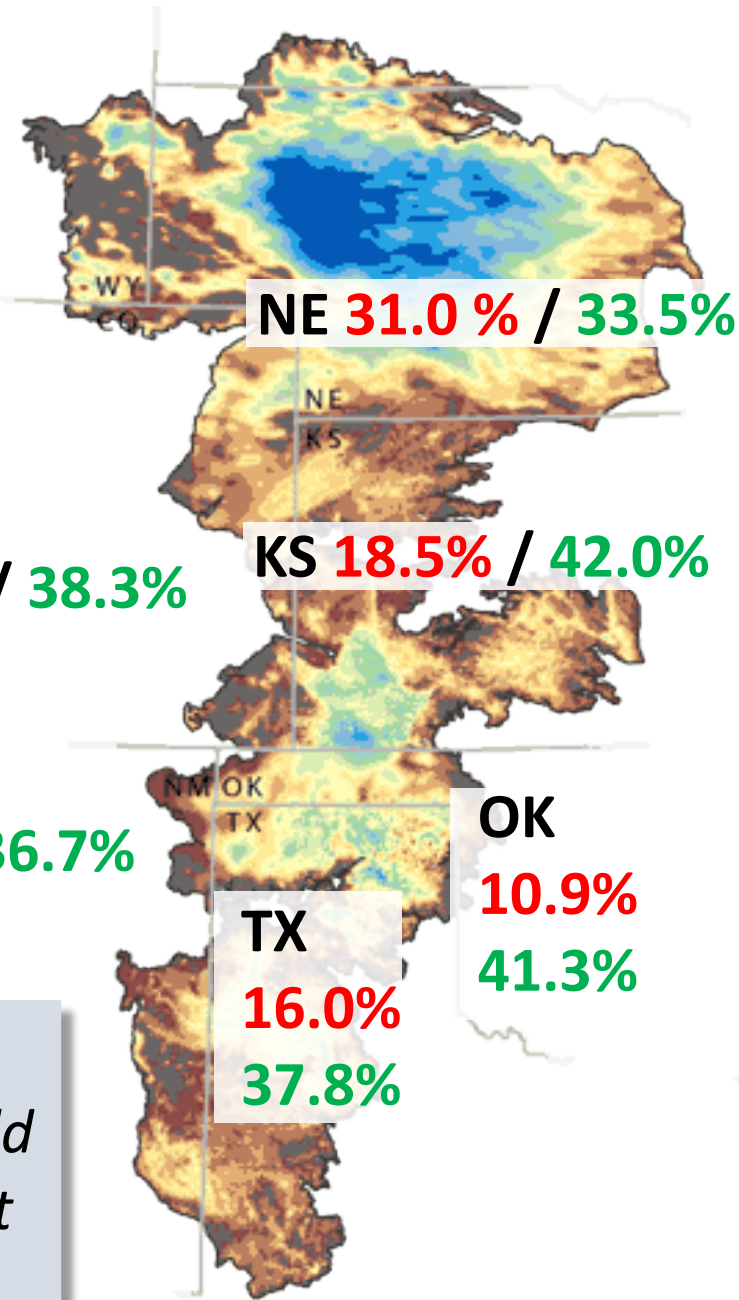 WY
CO
NE 31.0 % / 33.5%
NE
KS
KS 18.5% / 42.0%
/ 38.3%
NM OK
TX
OK
10.9%
41.3%
36.7%
TX
16.0%
37.8%